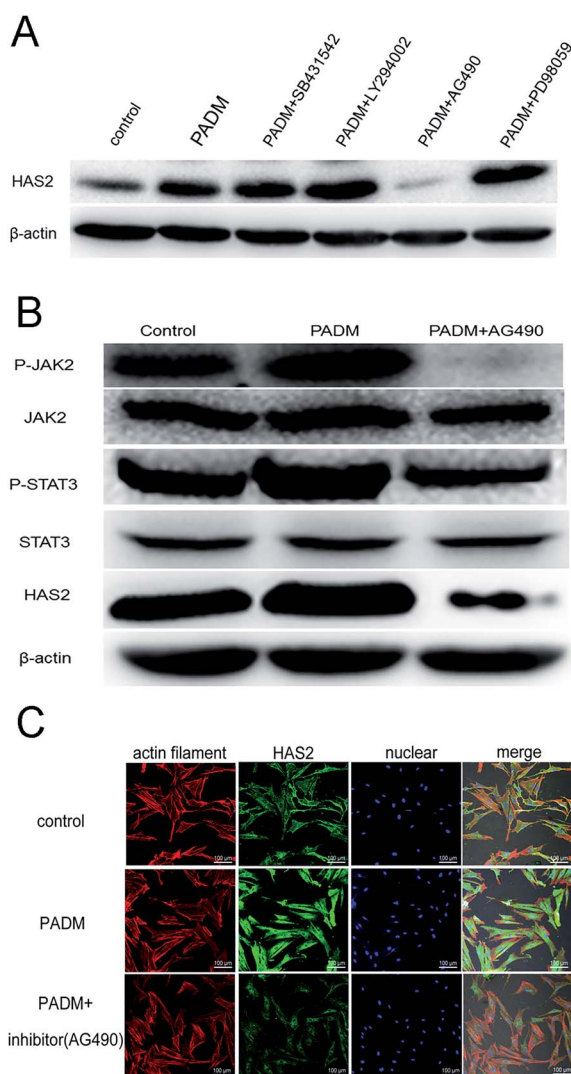 A
control PADM PADM+SB431542 PADM+LY294002 PADM+AG490 PADM+PD98059
HAS2
β-actin
B
Control PADM PADM+AG490
P-JAK2
JAK2
P-STAT3
STAT3
HAS2
β-actin
C
actin filament HAS2 nuclear merge
control
100 μm 100 μm 100 μm 100 μm
PADM
100 μm 100 μm 100 μm 100 μm
PADM+
inhibitor(AG490)
100 μm 100 μm 100 μm 100 μm